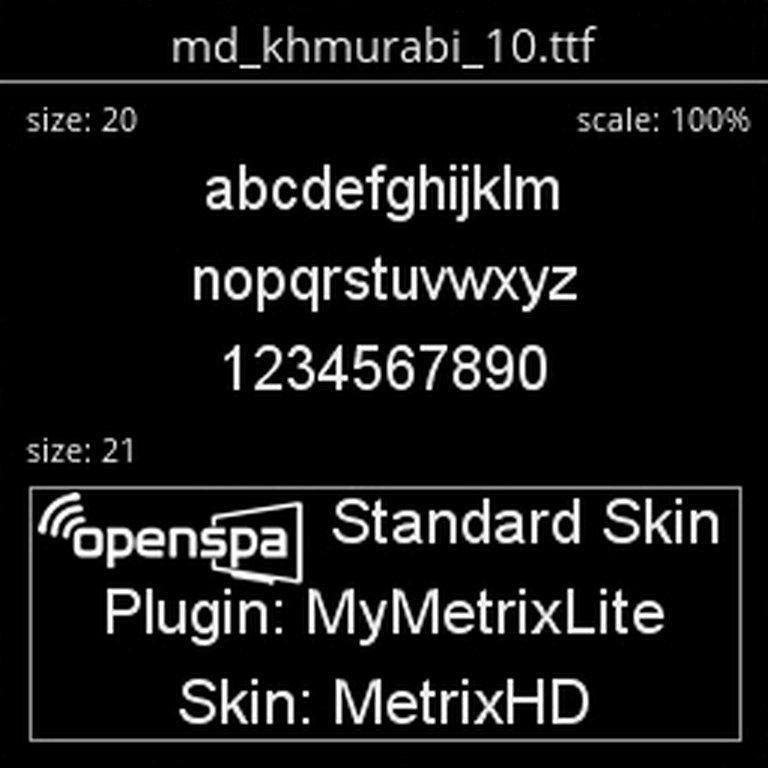 md_khmurabi_10.ttf
size: 20 scale: 100%
abcdefghijklm
nopqrstuvwxyz
1234567890
size: 21
openspa Standard Skin
Plugin: MyMetrixLite
Skin: MetrixHD